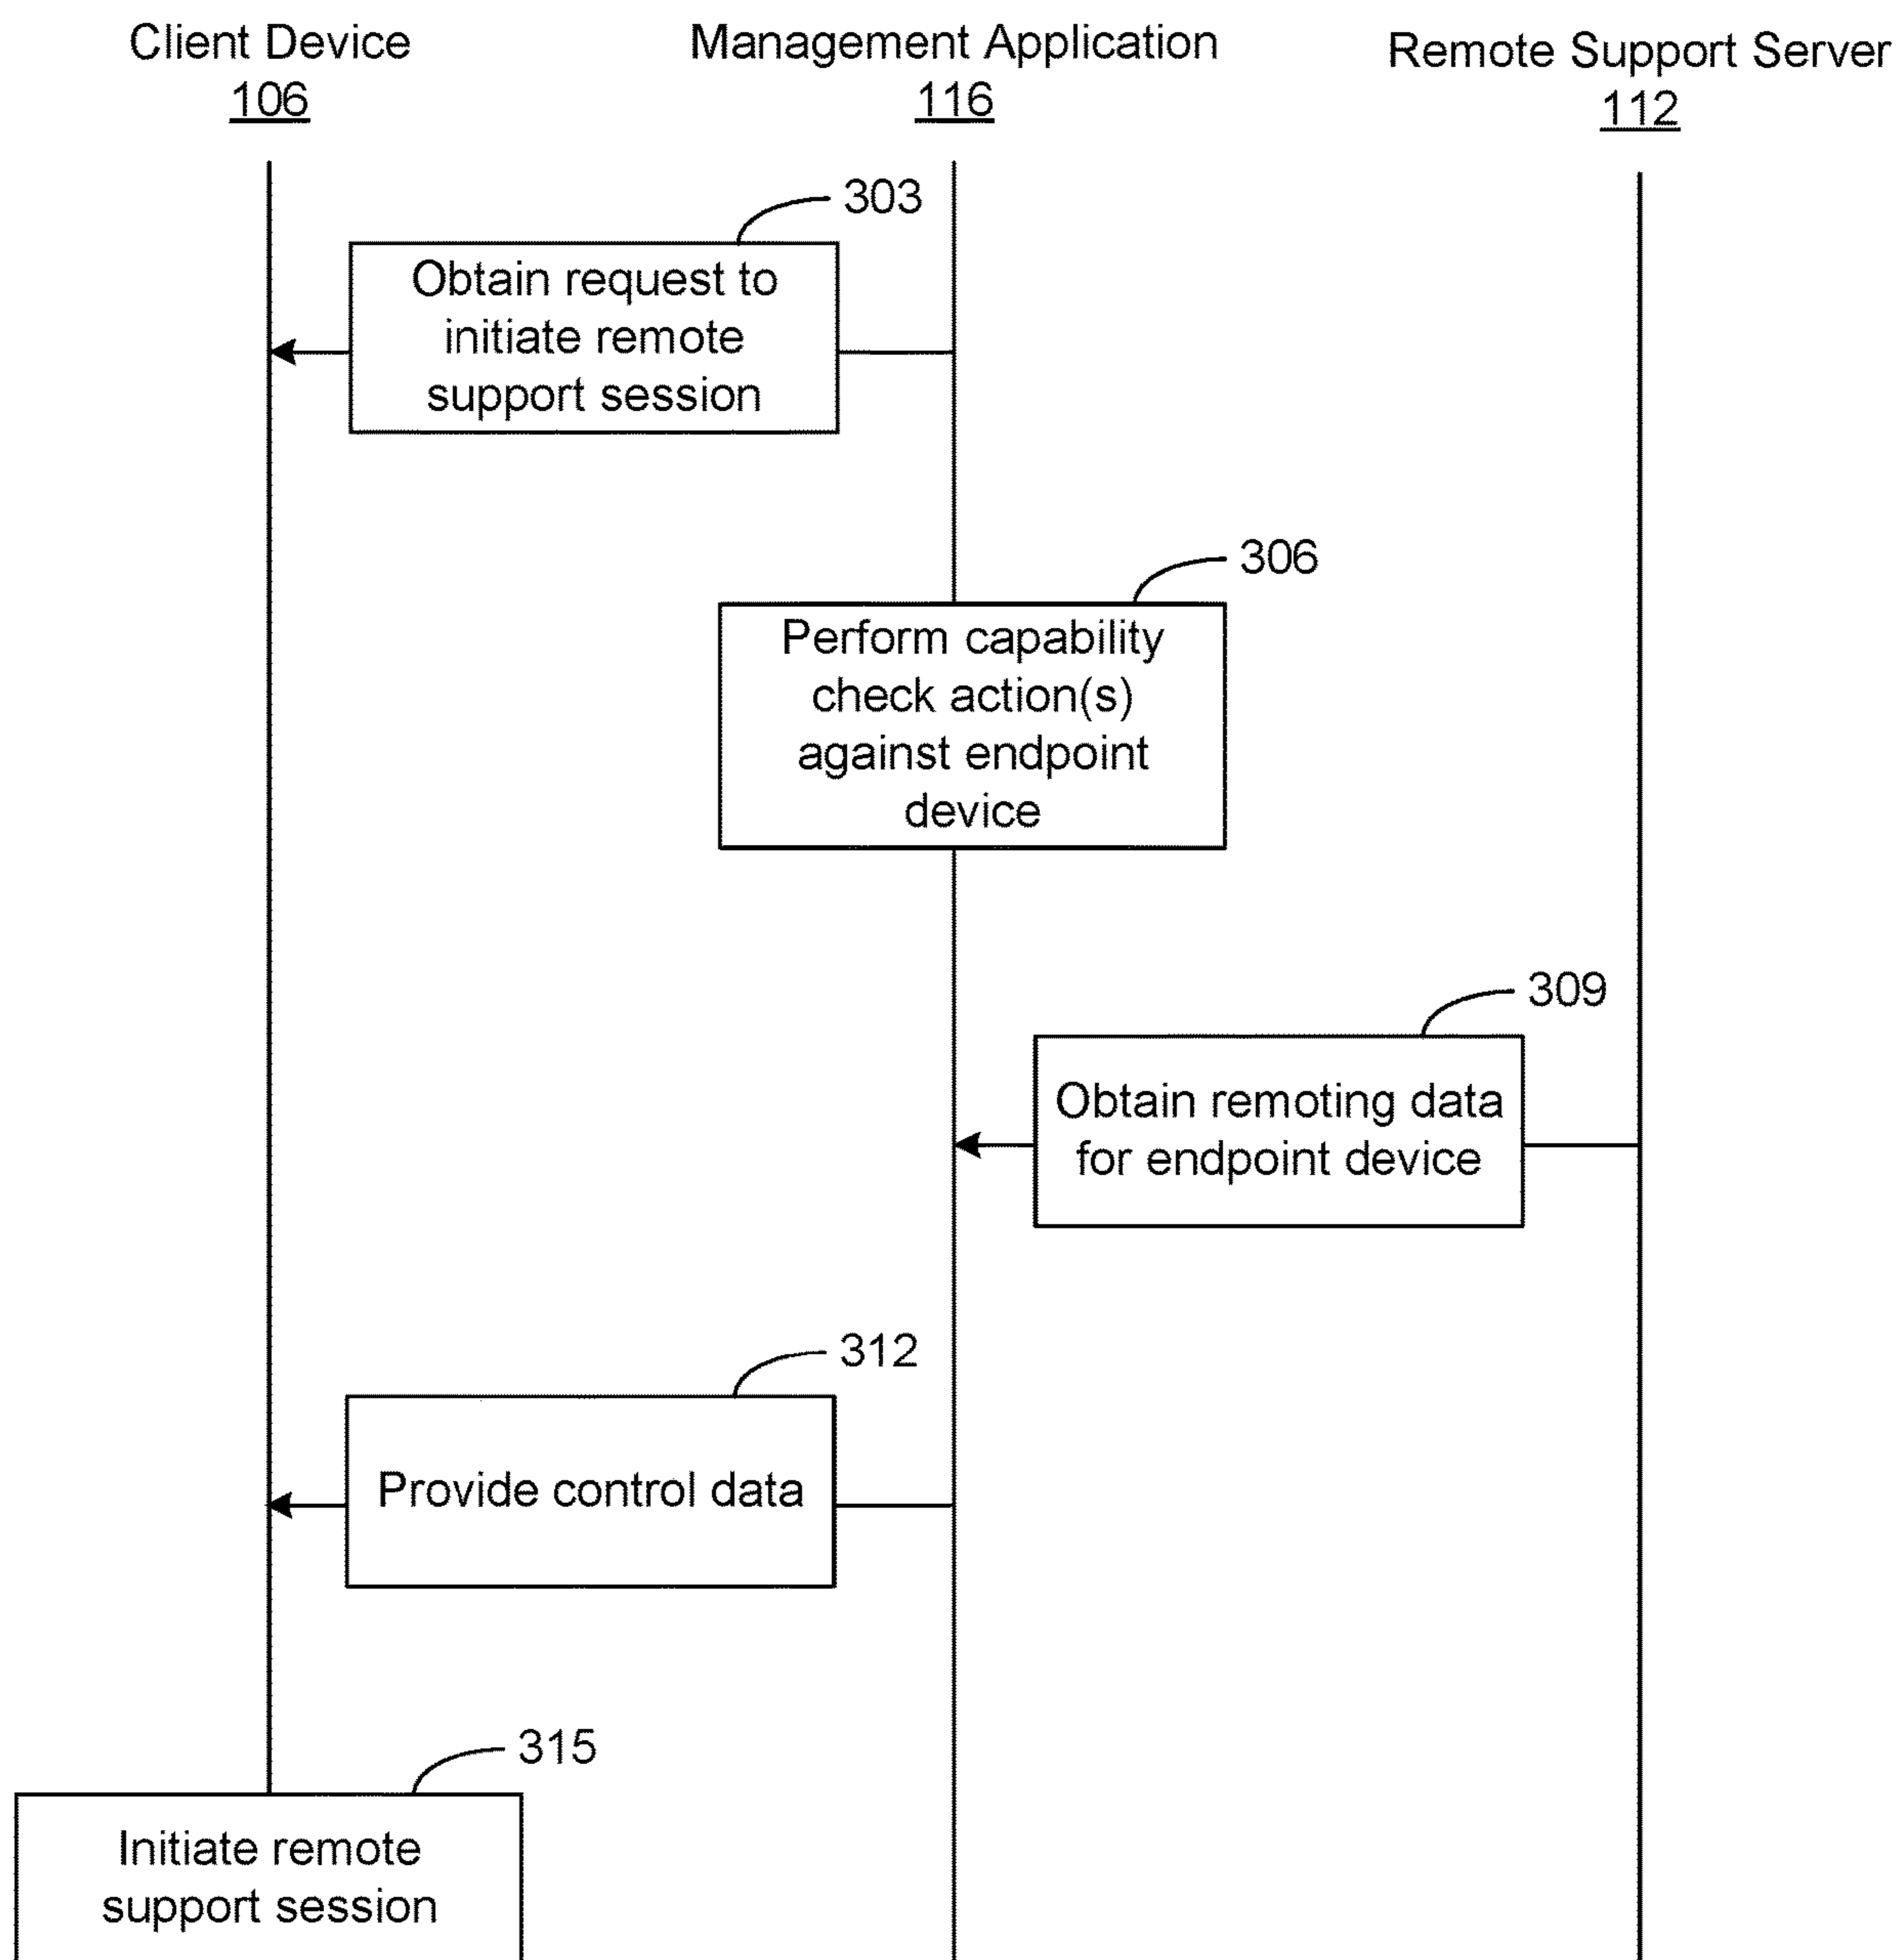 Client Device
106
Management Application
116
Remote Support Server
112
303
Obtain request to
initiate remote
support session
306
Perform capability
check action(s)
against endpoint
device
309
Obtain remoting data
for endpoint device
312
Provide control data
315
Initiate remote
support session